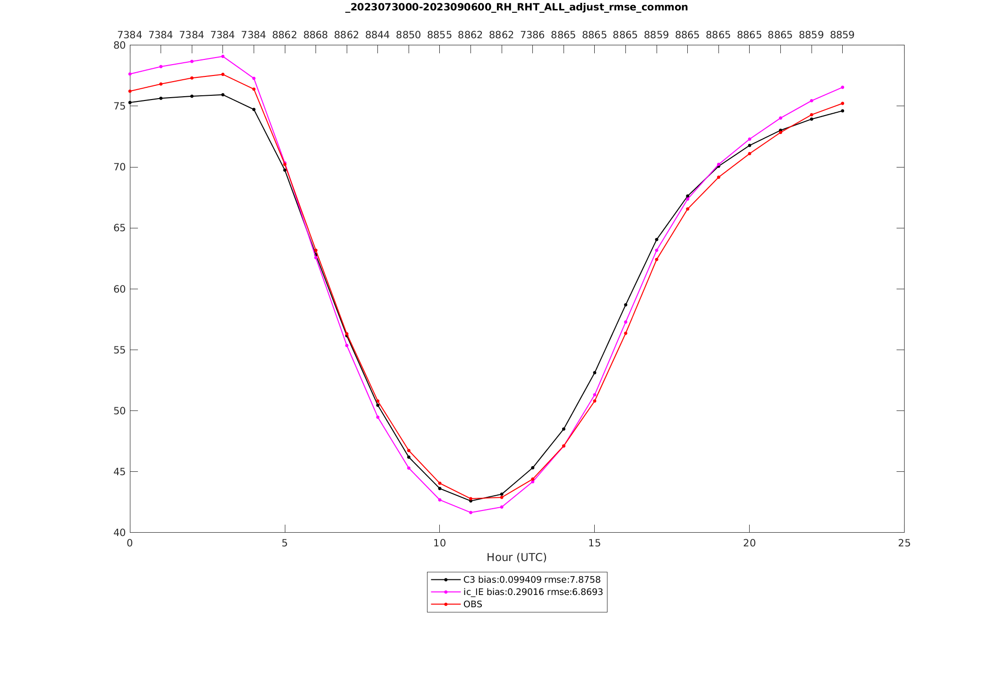 _2023073000-2023090600_RH_RHT_ALL_adjust_rmse_common
7384 7384 7384 7384 7384 8862 8868 8862 8844 8850 8855 8862 8862 7386 8865 8865 8865 8859 8865 8865 8865 8865 8859 8859
80
75
70
65
60
55
50
45
40
0 5 10 15 20 25
Hour (UTC)
C3 bias:0.099409 rmse:7.8758
ic_IE bias:0.29016 rmse:6.8693
OBS